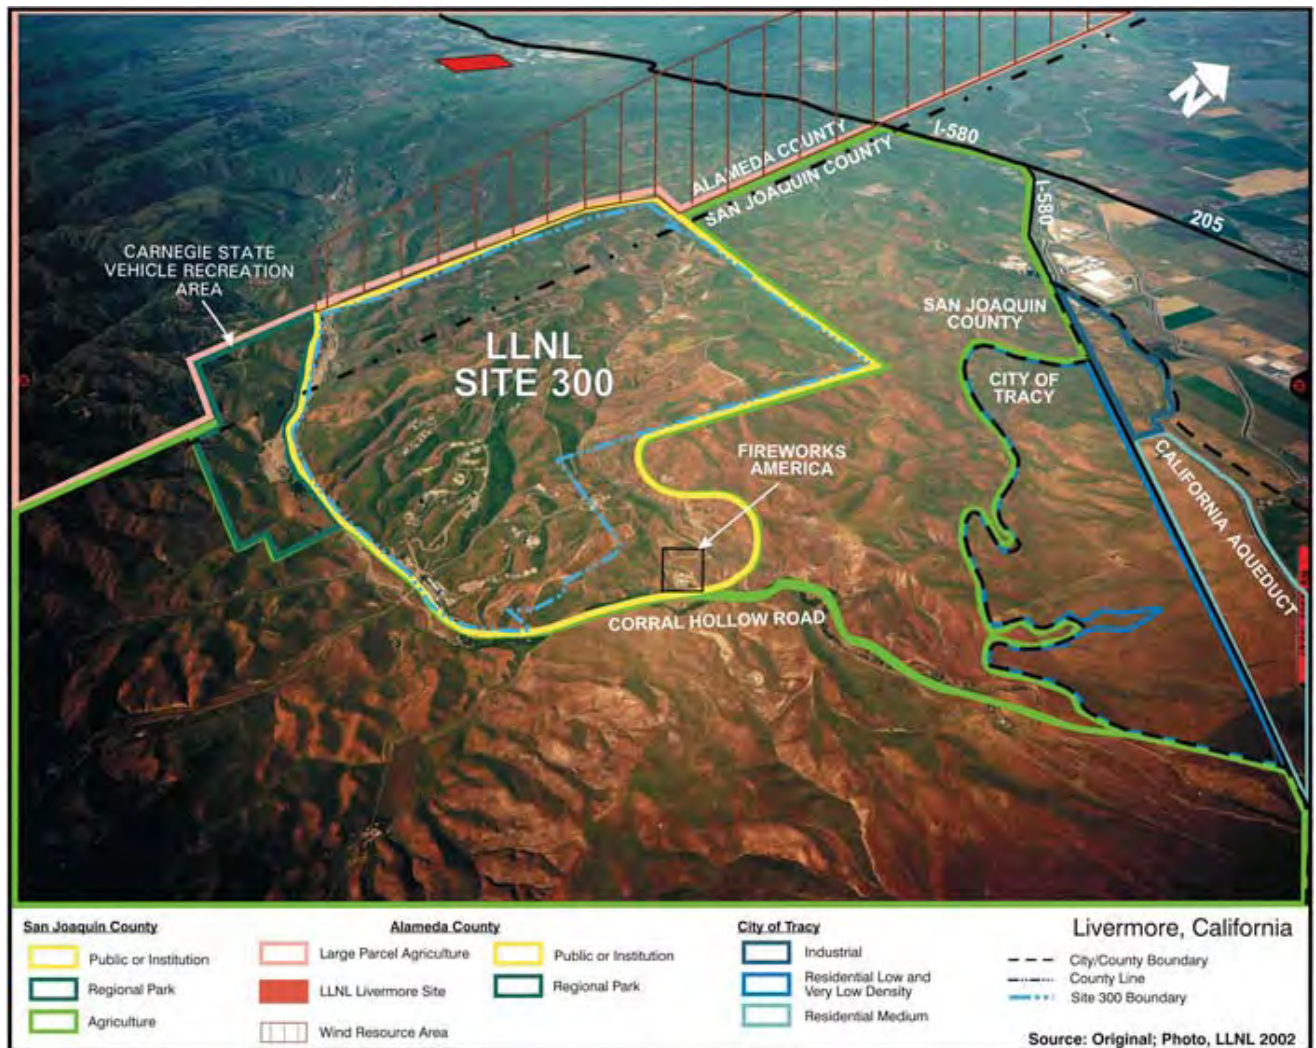 N
ALAMEDA COUNTY
SAN JOAQUIN COUNTY
I-580
I-580
205
CARNEGIE STATE
VEHICLE RECREATION
AREA
LLNL
SITE 300
SAN JOAQUIN
COUNTY
CITY OF
TRACY
FIREWORKS
AMERICA
CALIFORNIA AQUEDUCT
CORRAL HOLLOW ROAD
San Joaquin County
Public or Institution
Regional Park
Agriculture
Alameda County
Large Parcel Agriculture
LLNL Livermore Site
Wind Resource Area
Public or Institution
Regional Park
City of Tracy
Industrial
Residential Low and
Very Low Density
Residential Medium
Livermore, California
City/County Boundary
County Line
Site 300 Boundary
Source: Original; Photo, LLNL 2002